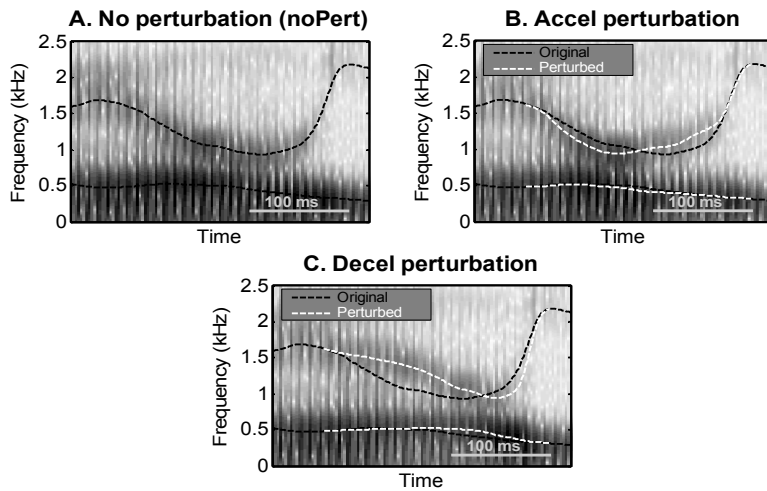 A. No perturbation (noPert)
2.5
2
1.5
1
0.5
0
Frequency (kHz)
100 ms
Time
B. Accel perturbation
2.5
2
1.5
1
0.5
0
Frequency (kHz)
Original
Perturbed
100 ms
Time
C. Decel perturbation
2.5
2
1.5
1
0.5
0
Frequency (kHz)
Original
Perturbed
100 ms
Time